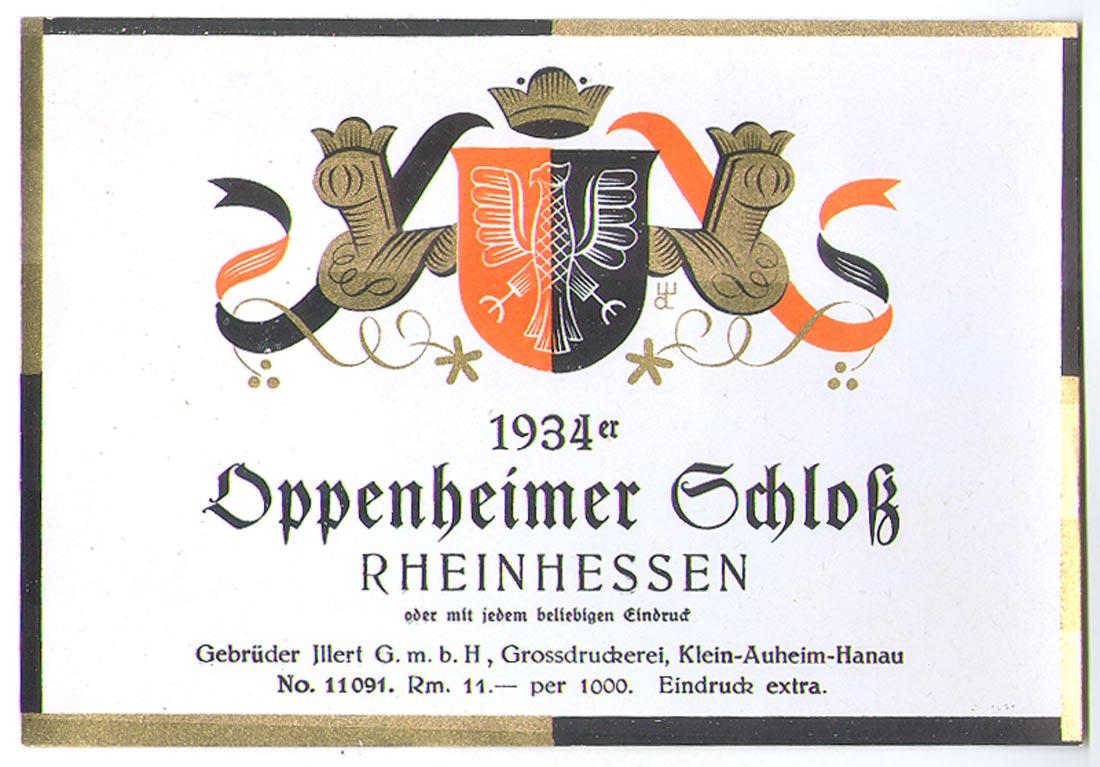 1934er
Oppenheimer Schloß
RHEINHESSEN
oder mit jedem beliebigen Eindruck
Gebrüder Jllert G. m. b. H, Grossdruckerei, Klein-Auheim-Hanau
No. 11091. Rm. 11.— per 1000. Eindruck extra.